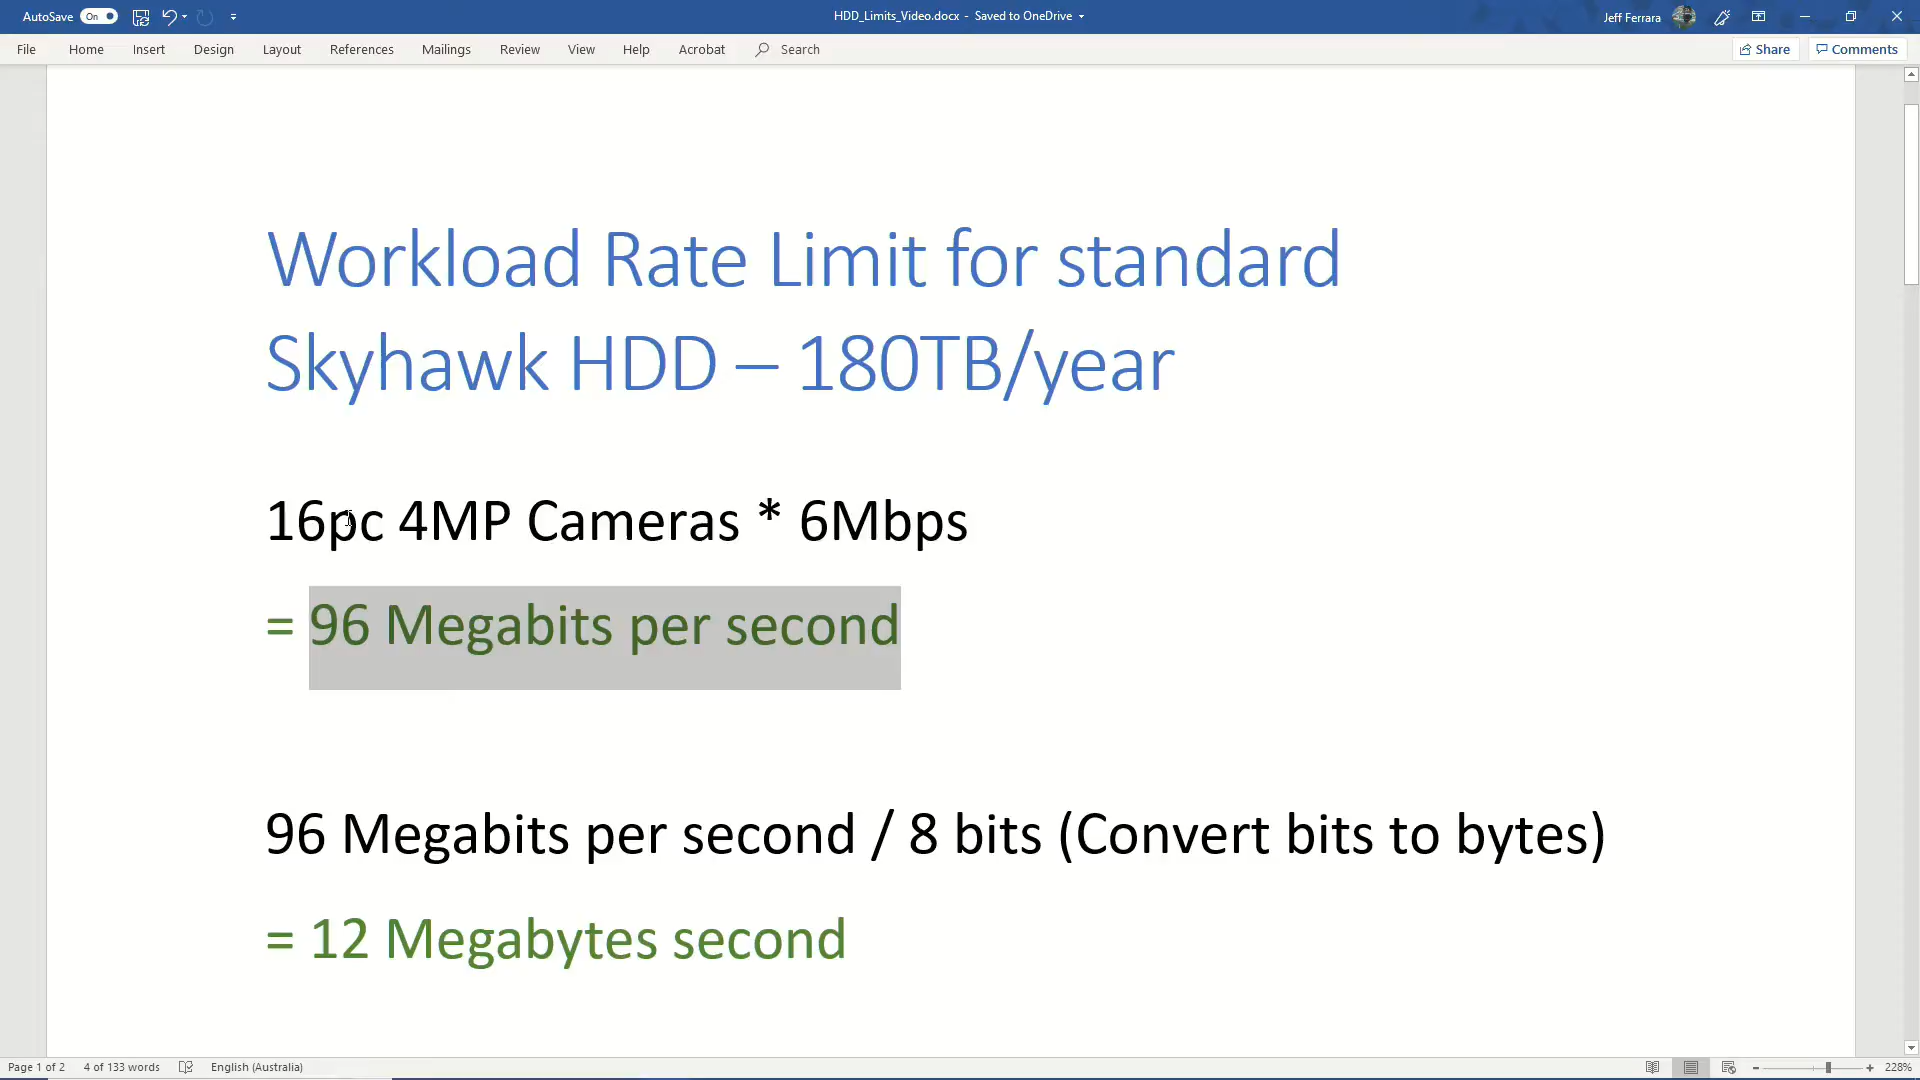 AutoSave On HDD_Limits_Video.docx - Saved to OneDrive Jeff Ferrara
File Home Insert Design Layout References Mailings Review View Help Acrobat Search Share Comments
Workload Rate Limit for standard
Skyhawk HDD – 180TB/year
16pc 4MP Cameras * 6Mbps
= 96 Megabits per second
96 Megabits per second / 8 bits (Convert bits to bytes)
= 12 Megabytes second
Page 1 of 2 4 of 133 words English (Australia) 228%